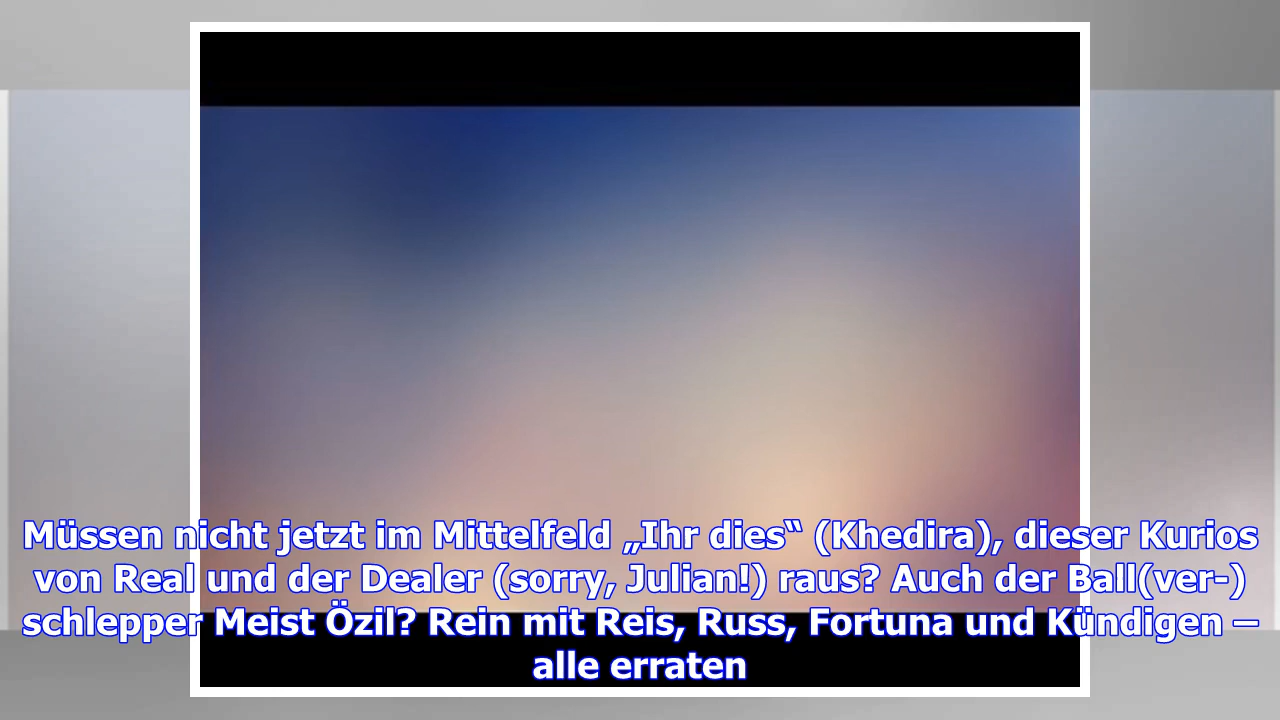 Müssen nicht jetzt im Mittelfeld „Ihr dies“ (Khedira), dieser Kurios
von Real und der Dealer (sorry, Julian!) raus? Auch der Ball(ver-)
schlepper Meist Özil? Rein mit Reis, Russ, Fortuna und Kündigen –
alle erraten